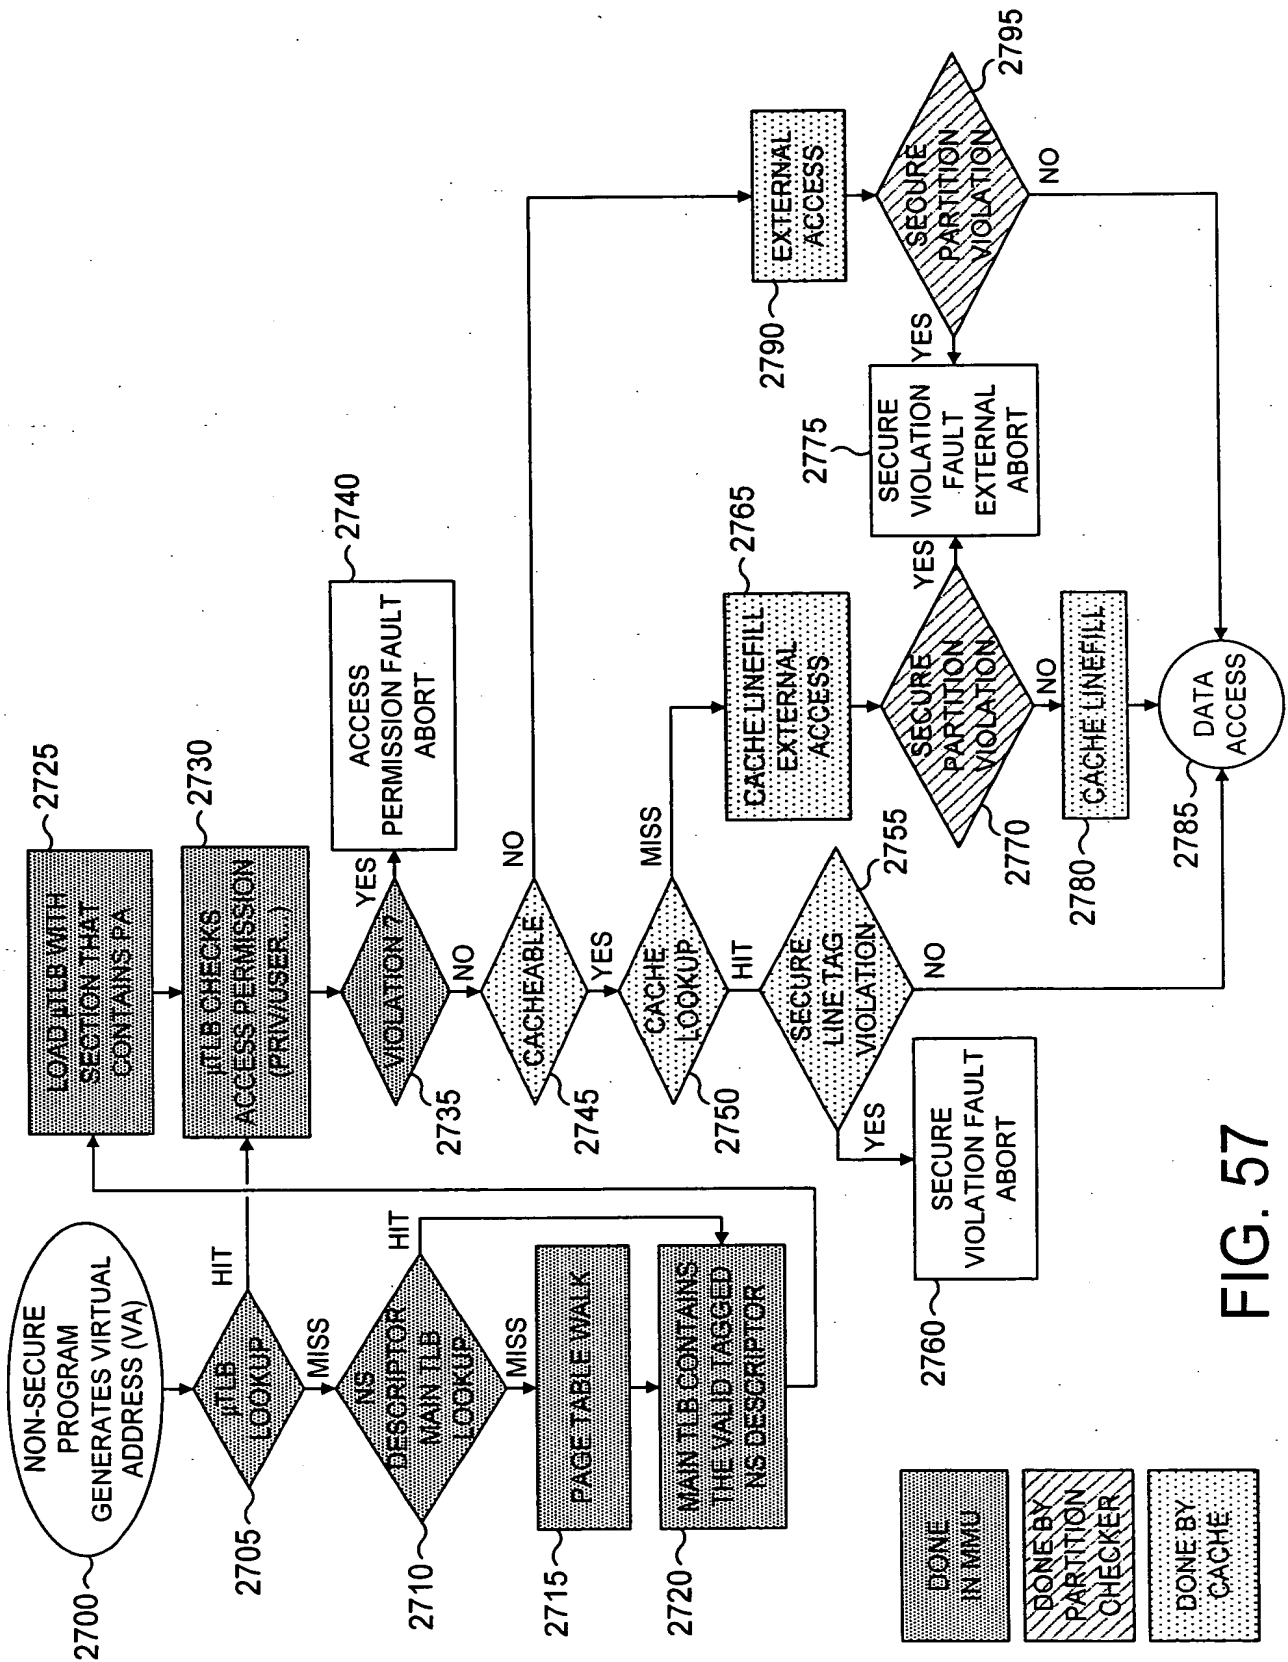 2700
NON-SECURE
PROGRAM
GENERATES VIRTUAL
ADDRESS (VA)
2705
µTLB
LOOKUP
HIT
MISS
2710
NS
DESCRIPTOR
MAIN TLB
LOOKUP
HIT
MISS
2715
PAGE TABLE WALK
2720
MAIN TLB CONTAINS
THE VALID TAGGED
NS DESCRIPTOR
2725
LOAD µTLB WITH
SECTION THAT
CONTAINS PA
2730
µTLB CHECKS
ACCESS PERMISSION
(PRIV/USER...)
2735
VIOLATION ?
YES
NO
2740
ACCESS
PERMISSION FAULT
ABORT
2745
CACHEABLE
NO
YES
2750
CACHE
LOOKUP
MISS
HIT
2755
SECURE
LINE TAG
VIOLATION
YES
NO
2760
SECURE
VIOLATION FAULT
ABORT
2765
CACHE LINEFILL
EXTERNAL
ACCESS
2770
SECURE
PARTITION
VIOLATION
YES
NO
2775
SECURE
VIOLATION
FAULT
EXTERNAL
ABORT
2780
CACHE LINEFILL
2785
DATA
ACCESS
2790
EXTERNAL
ACCESS
2795
SECURE
PARTITION
VIOLATION
YES
NO
DONE
IN MMU
DONE BY
PARTITION
CHECKER
DONE BY
CACHE
FIG. 57